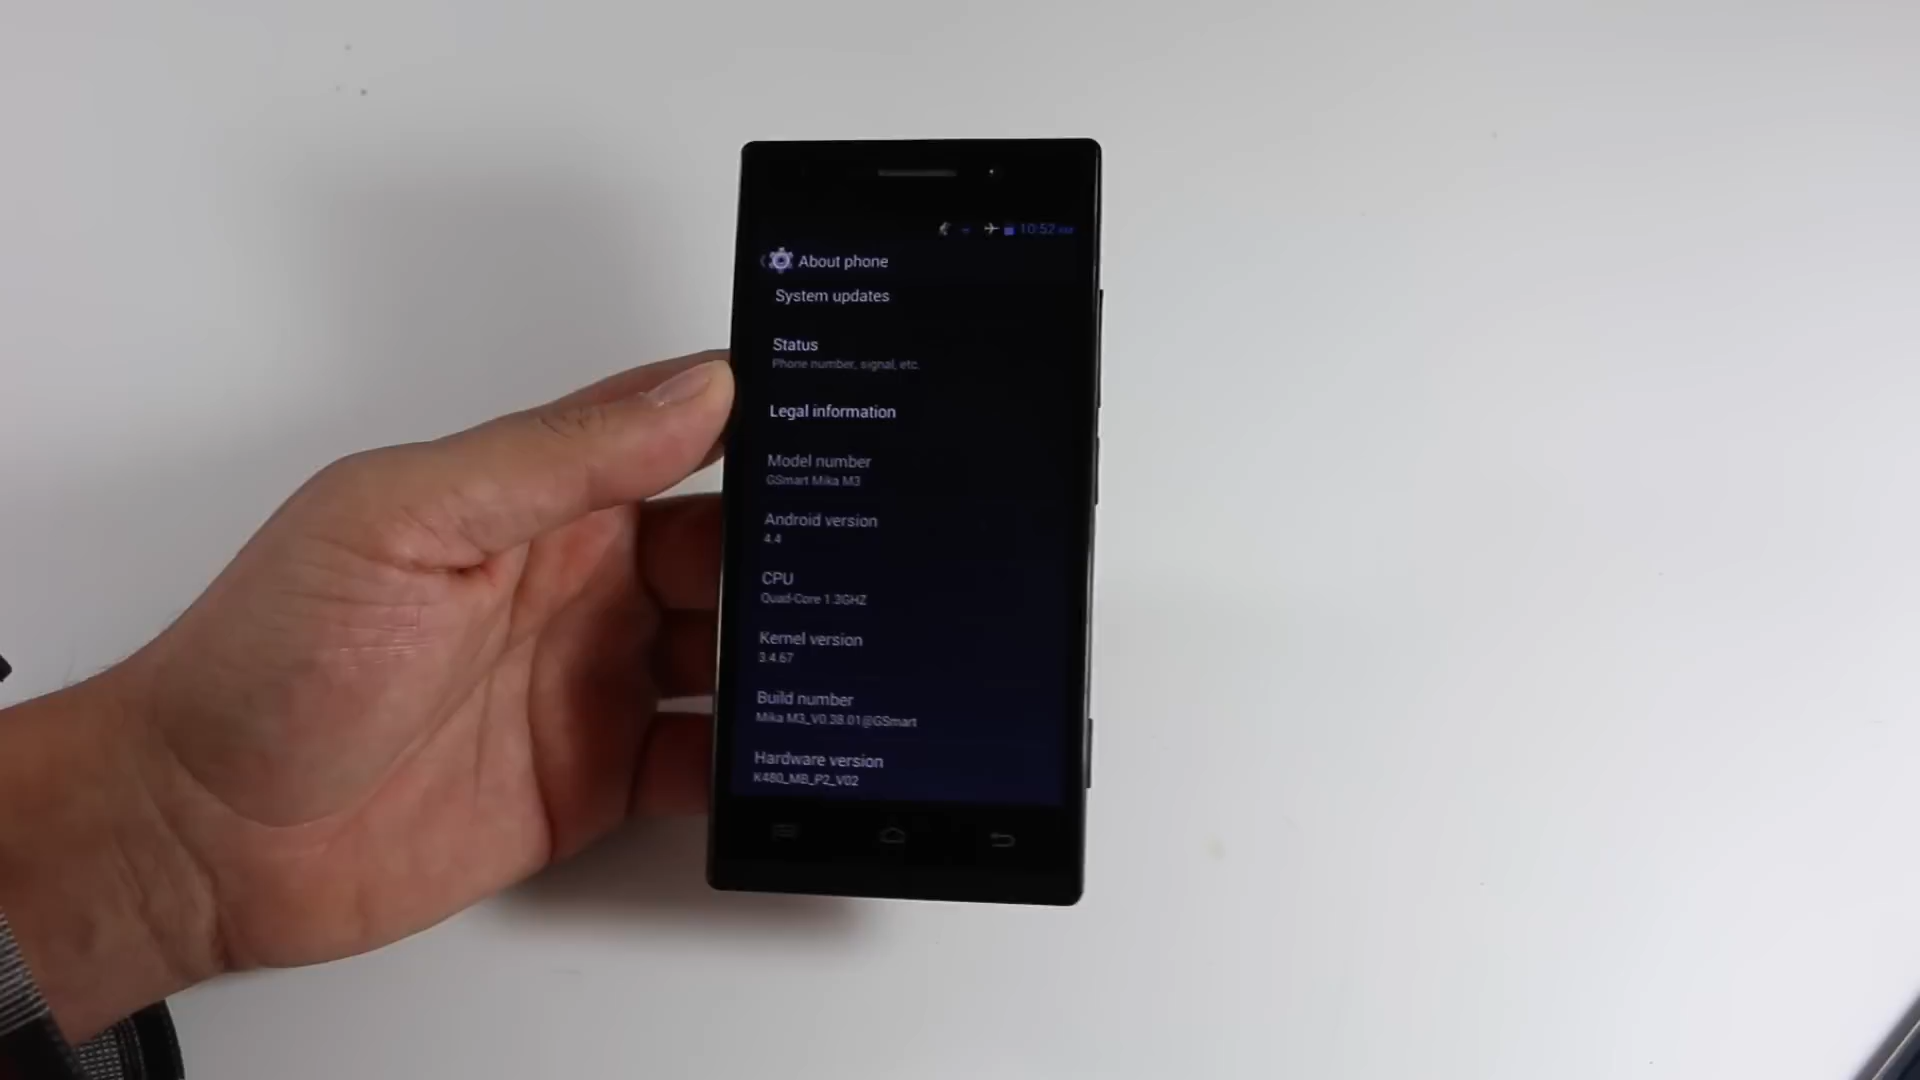 10:52
About phone
System updates
Status
Phone number, signal, etc.
Legal information
Model number
GSmart Mika M3
Android version
4.4
CPU
Quad-Core 1.3GHZ
Kernel version
3.4.67
Build number
Mika M3_V0.38.01@GSmart
Hardware version
K480_MB_P2_V02